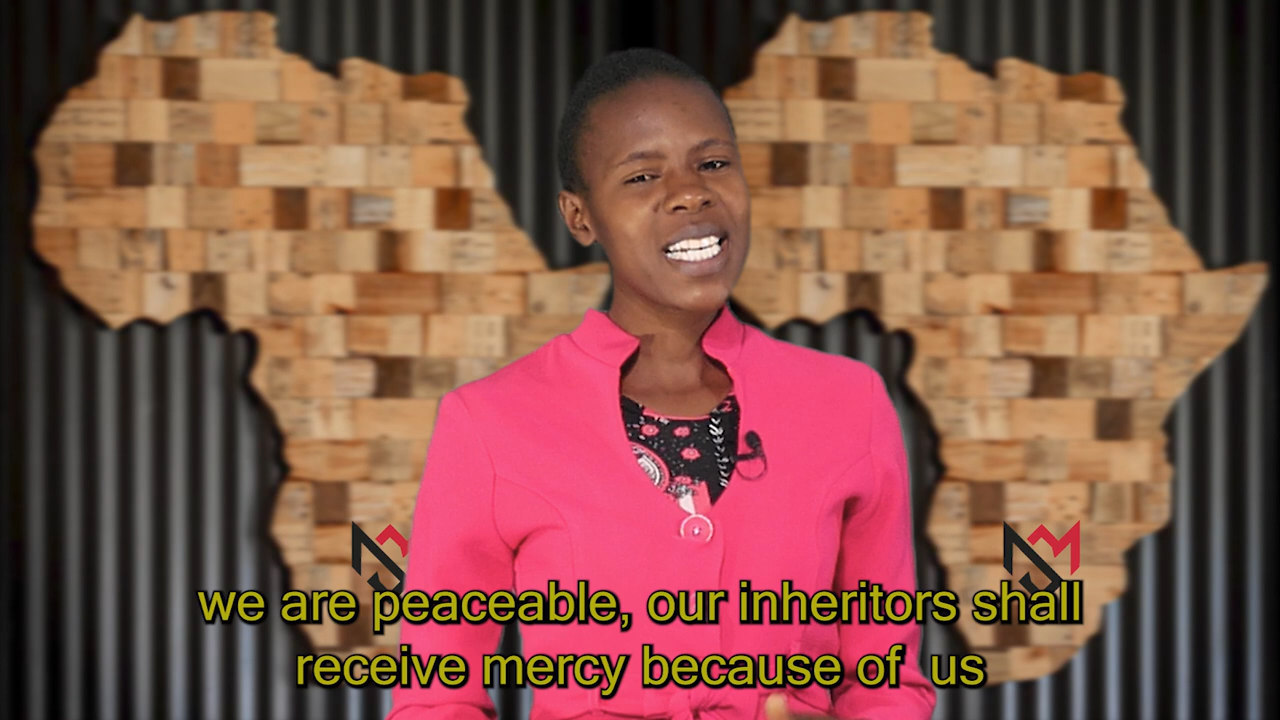 we are peaceable, our inheritors shall
receive mercy because of  us